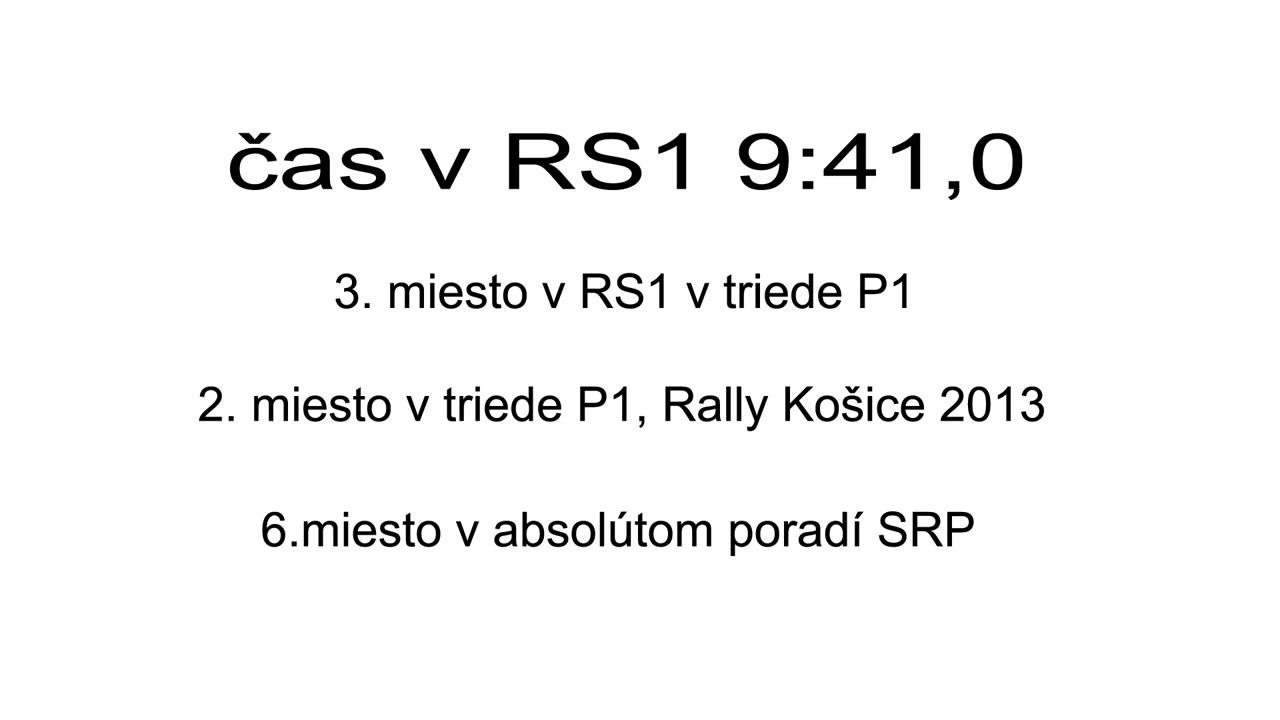 čas v RS1 9:41,0
3. miesto v RS1 v triede P1
2. miesto v triede P1, Rally Košice 2013
6.miesto v absolútom poradí SRP